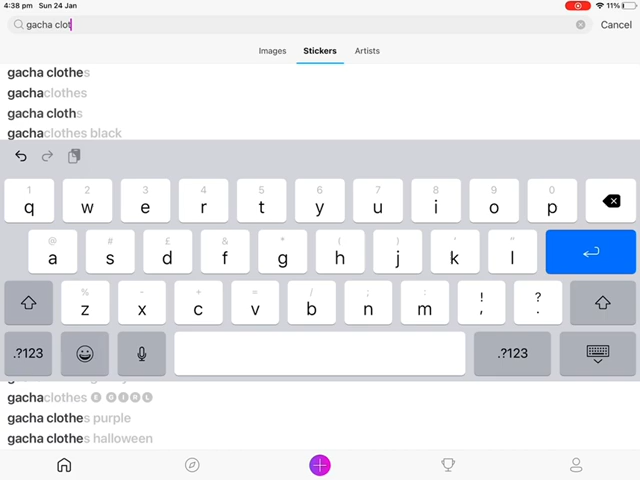 4:38 pm Sun 24 Jan 11%
gacha clot Cancel
Images Stickers Artists
gacha clothes
gachaclothes
gacha cloths
gachaclothes black
1 2 3 4 5 6 7 8 9 0
q w e r t y u i o p
@ # £ & * ( ) ' "
a s d f g h j k l
% - + = / ; : ! ?
z x c v b n m , .
.?123 .?123
gachaclothes E GIRL
gacha clothes purple
gacha clothes halloween